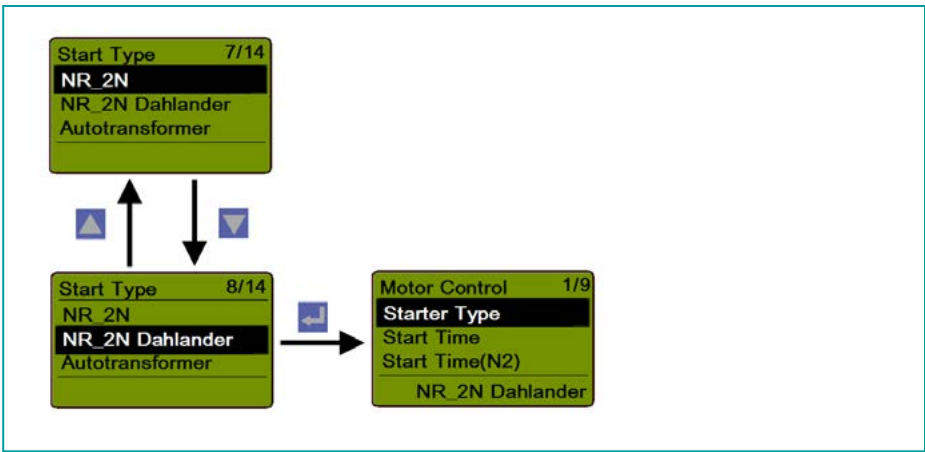 Start Type 7/14
NR_2N
NR_2N Dahlander
Autotransformer
Start Type 8/14
NR_2N
NR_2N Dahlander
Autotransformer
Motor Control 1/9
Starter Type
Start Time
Start Time(N2)
NR_2N Dahlander